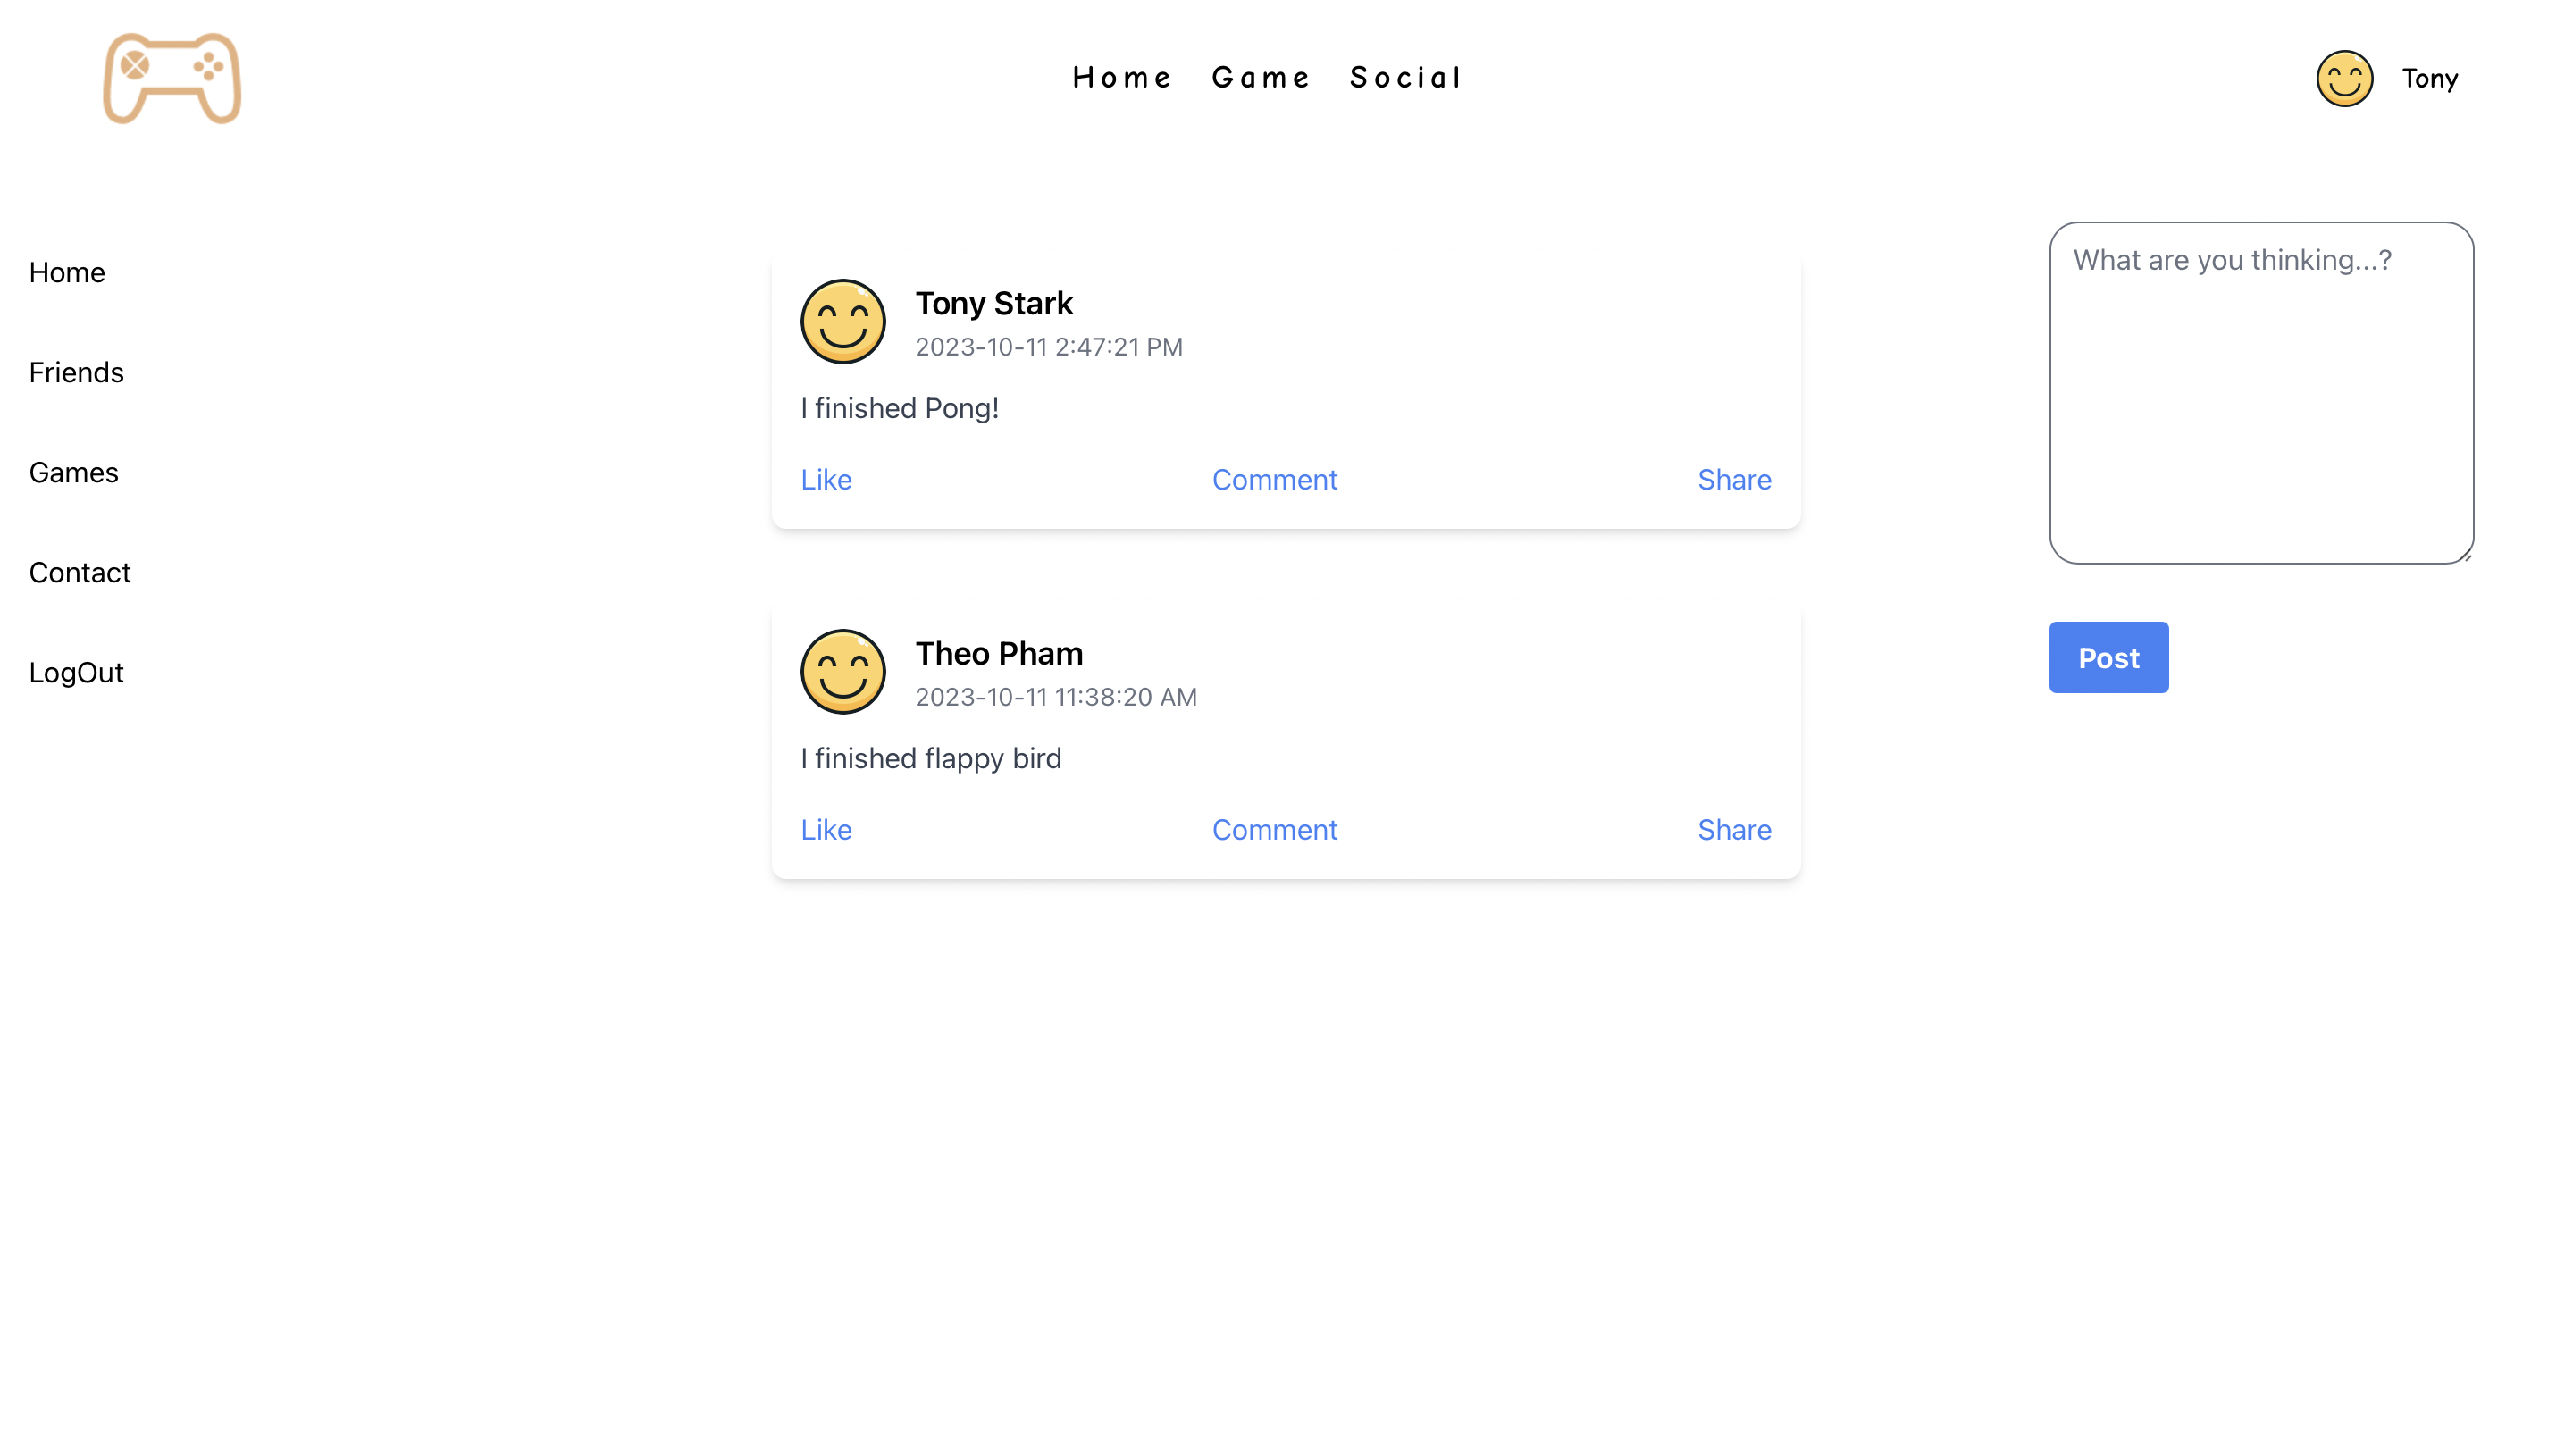 Home Game Social
Tony
Home
Friends
Games
Contact
LogOut
Tony Stark
2023-10-11 2:47:21 PM
I finished Pong!
Like Comment Share
Theo Pham
2023-10-11 11:38:20 AM
I finished flappy bird
Like Comment Share
What are you thinking...?
Post